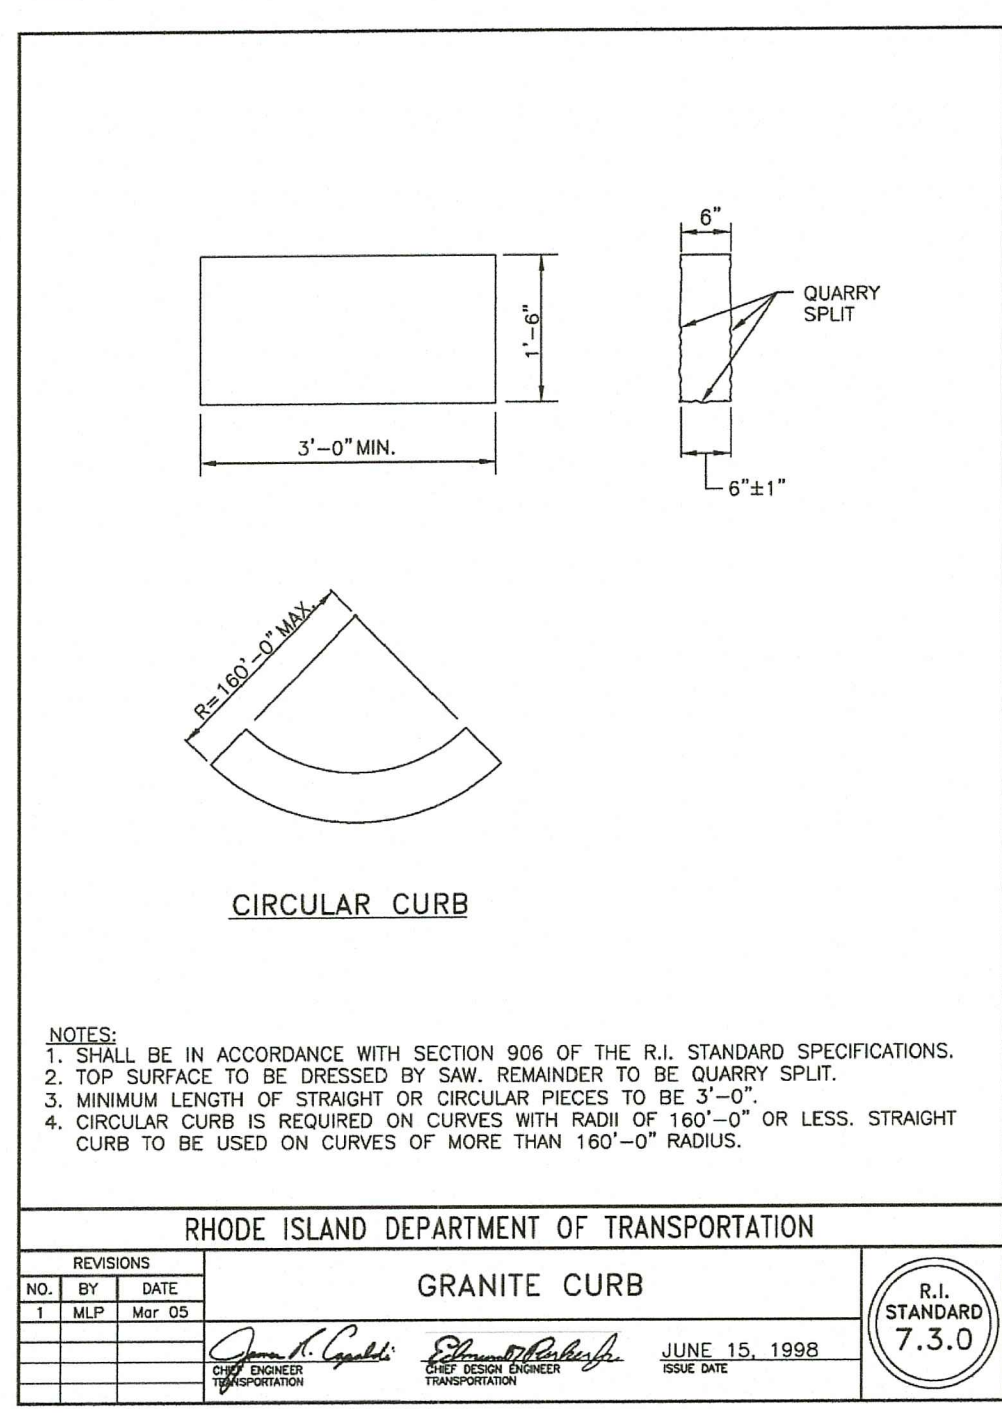 6"
QUARRY
SPLIT
1'-6"
3'-0" MIN.
6"±1"
R=160'-0" MAX.
CIRCULAR CURB
NOTES:
1. SHALL BE IN ACCORDANCE WITH SECTION 906 OF THE R.I. STANDARD SPECIFICATIONS.
2. TOP SURFACE TO BE DRESSED BY SAW. REMAINDER TO BE QUARRY SPLIT.
3. MINIMUM LENGTH OF STRAIGHT OR CIRCULAR PIECES TO BE 3'-0".
4. CIRCULAR CURB IS REQUIRED ON CURVES WITH RADII OF 160'-0" OR LESS. STRAIGHT
CURB TO BE USED ON CURVES OF MORE THAN 160'-0" RADIUS.
RHODE ISLAND DEPARTMENT OF TRANSPORTATION
REVISIONS
NO. BY DATE
1 MLP Mar 05
GRANITE CURB
James R. Capaldi
CHIEF ENGINEER
TRANSPORTATION
Edmund T. Parker Jr.
CHIEF DESIGN ENGINEER
TRANSPORTATION
JUNE 15, 1998
ISSUE DATE
R.I.
STANDARD
7.3.0